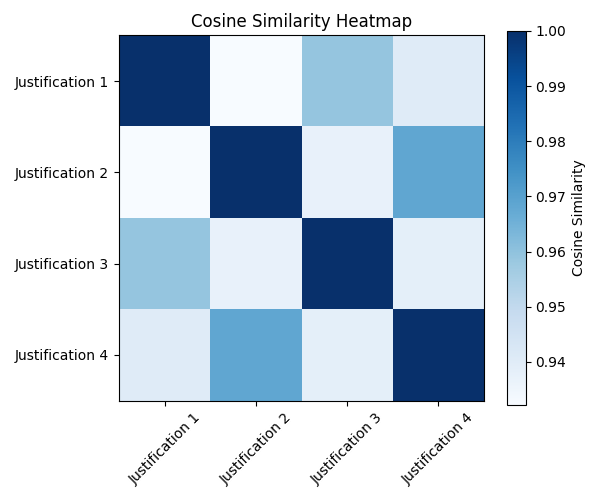 Cosine Similarity Heatmap
Justification 1
Justification 2
Justification 3
Justification 4
Justification 1
Justification 2
Justification 3
Justification 4
1.00
0.99
0.98
0.97
0.96
0.95
0.94
Cosine Similarity